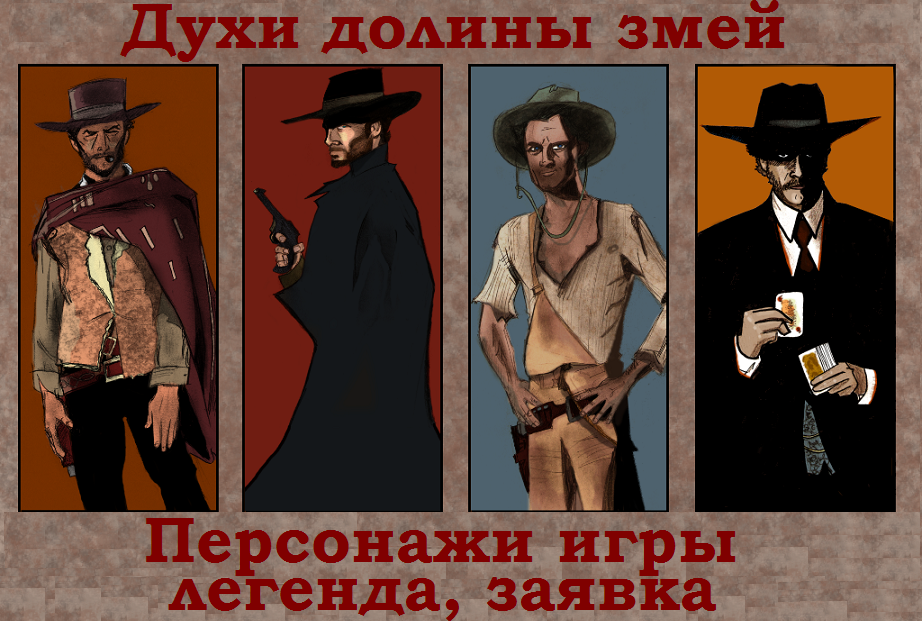 Духи долины змей
Персонажи игры
легенда, заявка